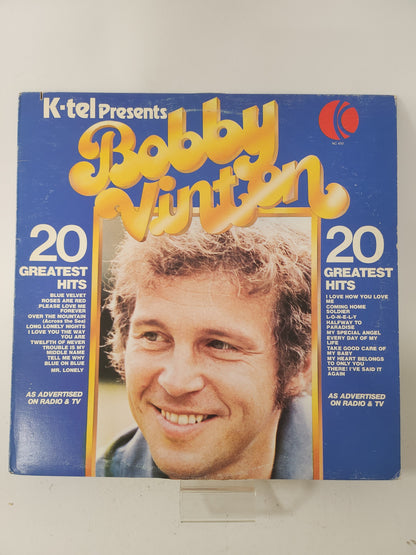 K-tel Presents
Bobby
Vinton
20
GREATEST
HITS
BLUE VELVET
ROSES ARE RED
PLEASE LOVE ME
FOREVER
OVER THE MOUNTAIN
(Across the Sea)
LONG LONELY NIGHTS
I LOVE YOU THE WAY
YOU ARE
TWELFTH OF NEVER
TROUBLE IS MY
MIDDLE NAME
TELL ME WHY
BLUE ON BLUE
MR. LONELY
AS ADVERTISED
ON RADIO & TV
K
20
GREATEST
HITS
I LOVE HOW YOU LOVE
ME
COMING HOME
SOLDIER
L-O-N-E-L-Y
HALFWAY TO
PARADISE
MY SPECIAL ANGEL
EVERY DAY OF MY
LIFE
TAKE GOOD CARE OF
MY BABY
MY HEART BELONGS
TO ONLY YOU
THERE! I'VE SAID IT
AGAIN
AS ADVERTISED
ON RADIO & TV